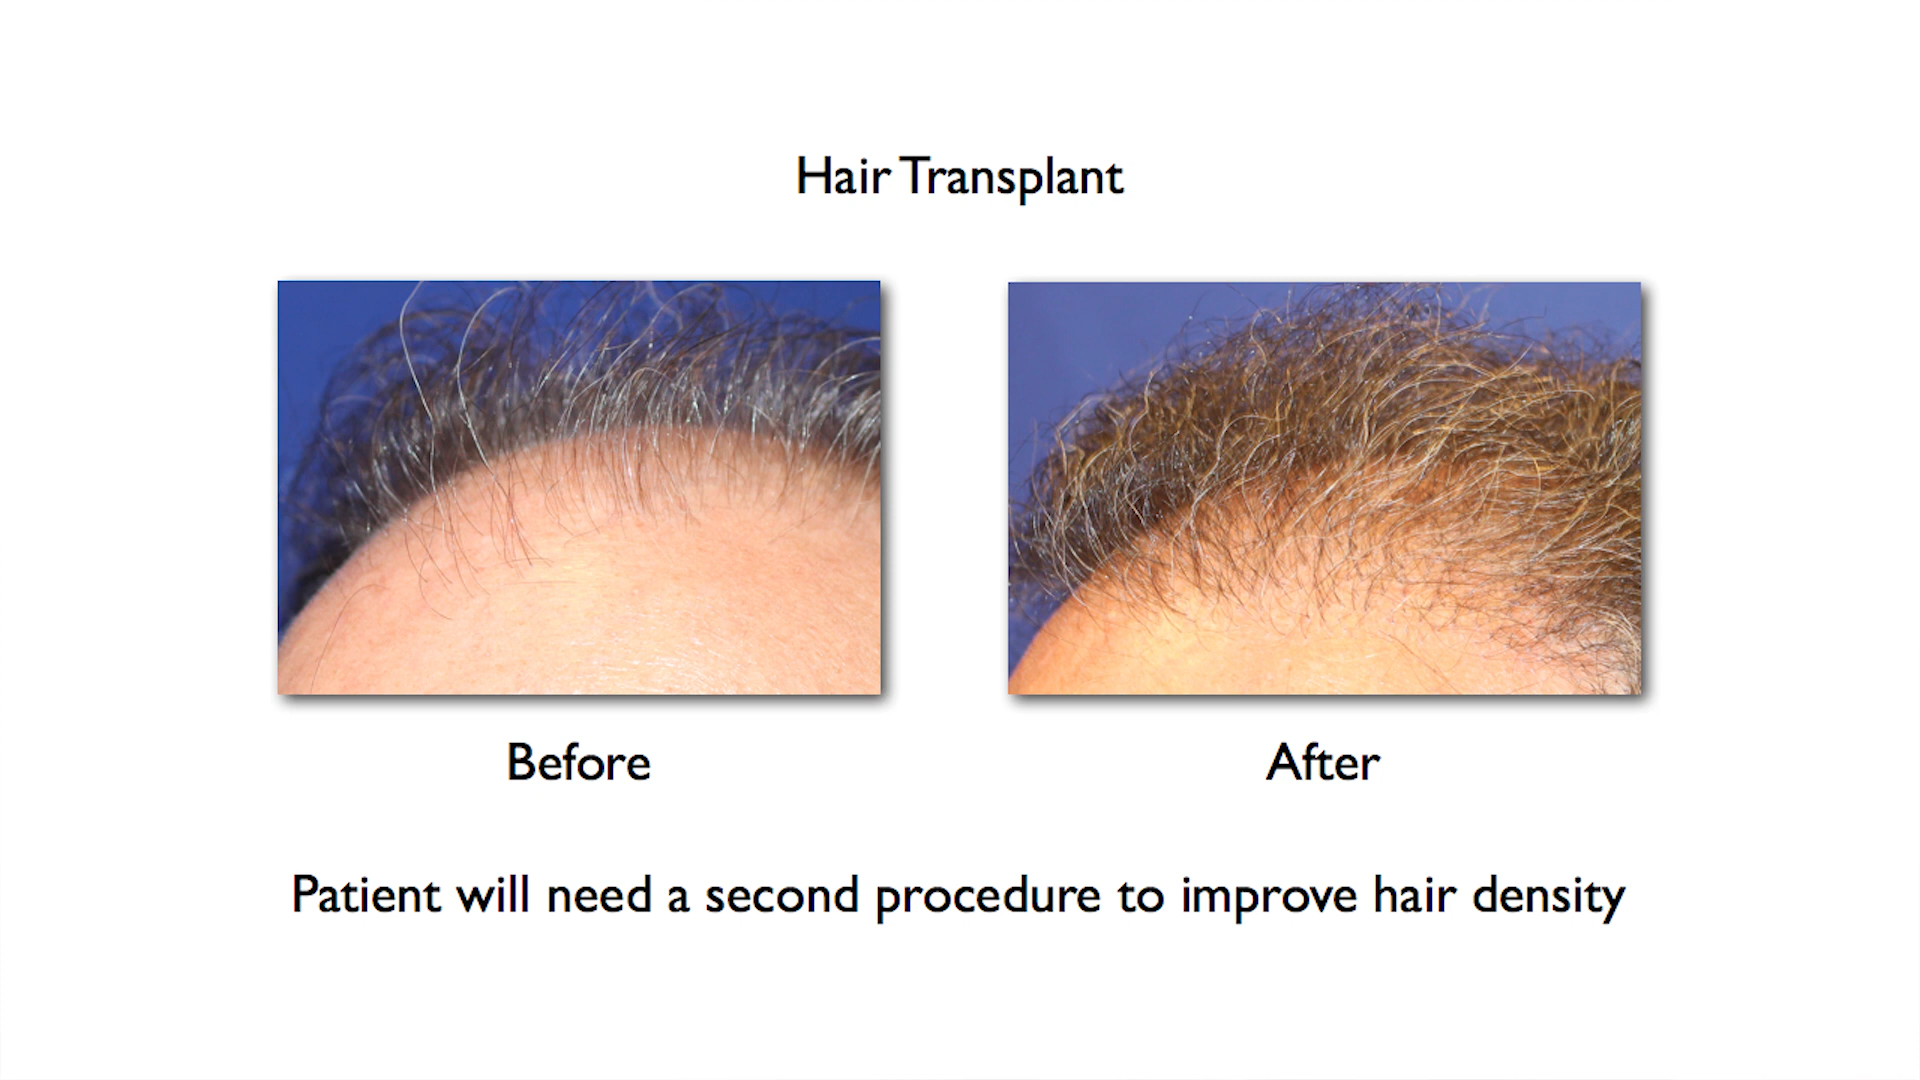 Hair Transplant
Before
After
Patient will need a second procedure to improve hair density